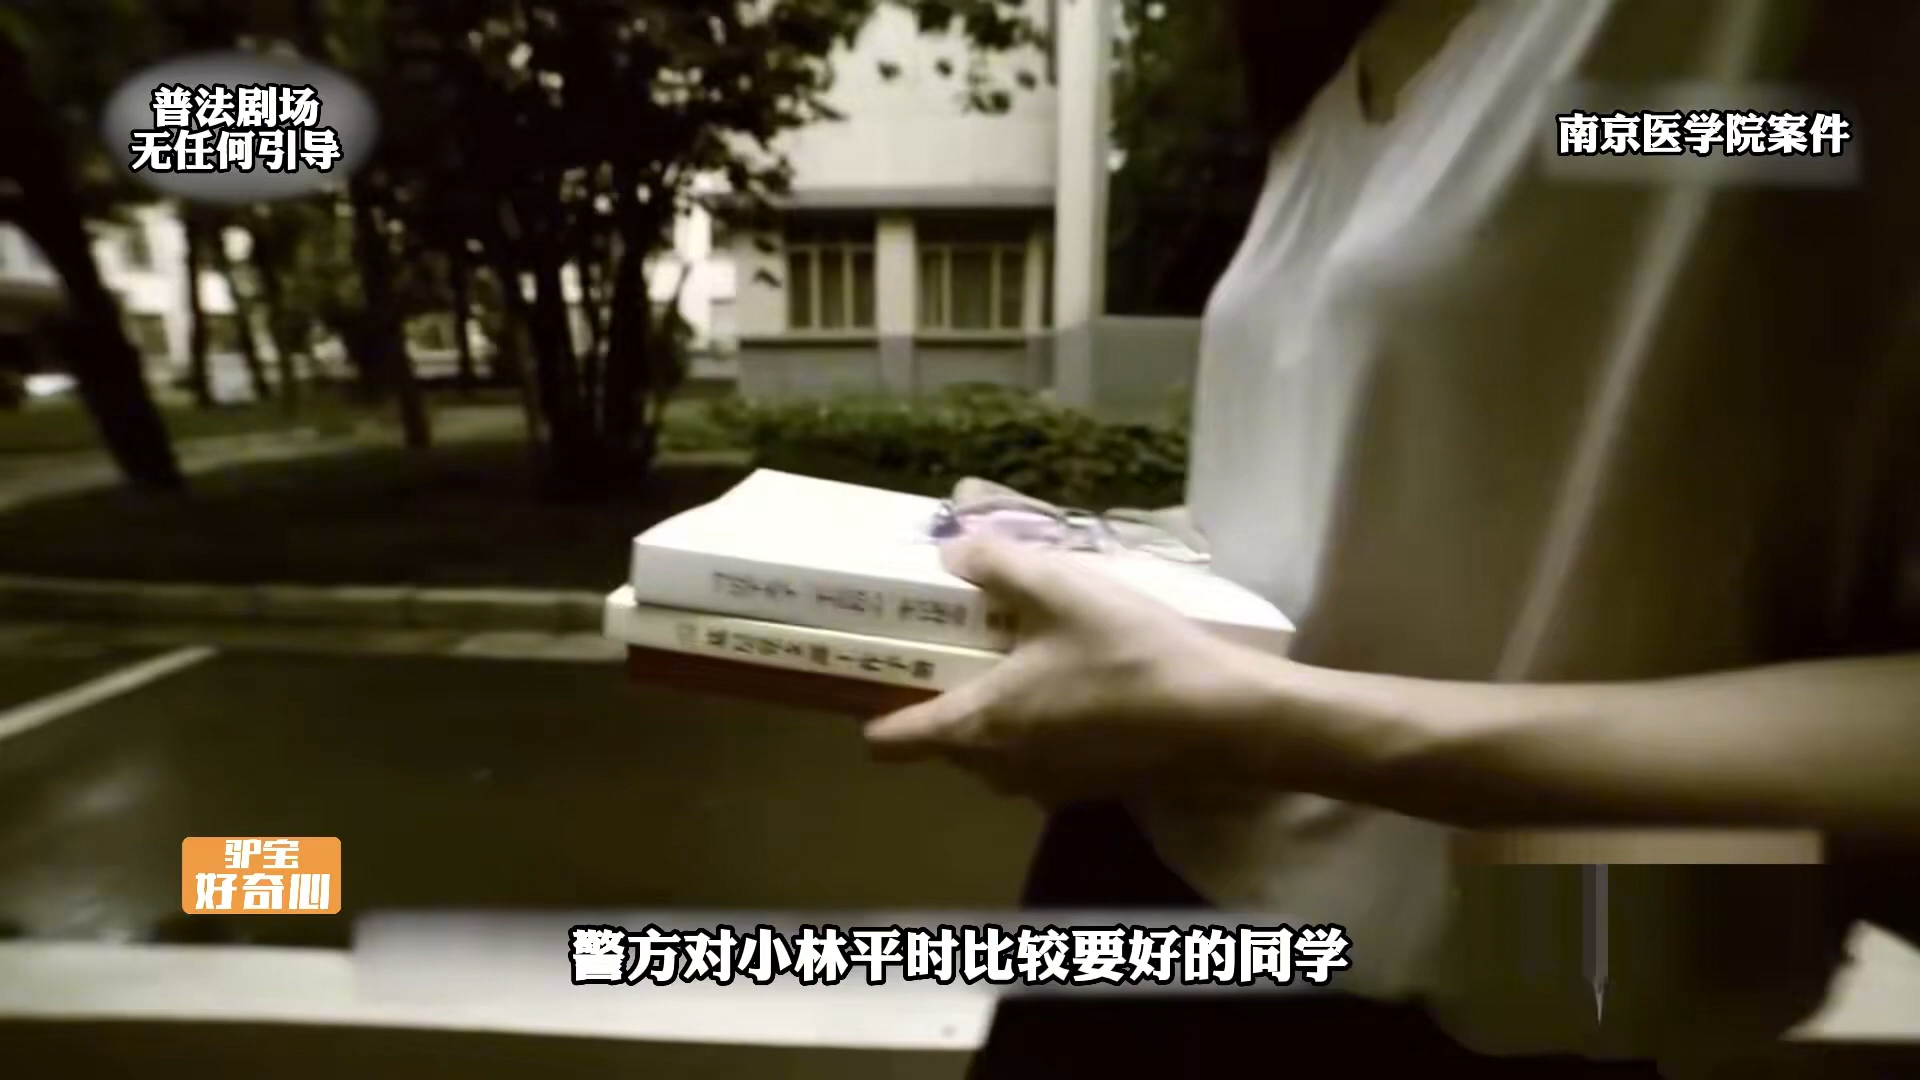 普法剧场
无任何引导
南京医学院案件
驴宝
好奇心
警方对小林平时比较要好的同学